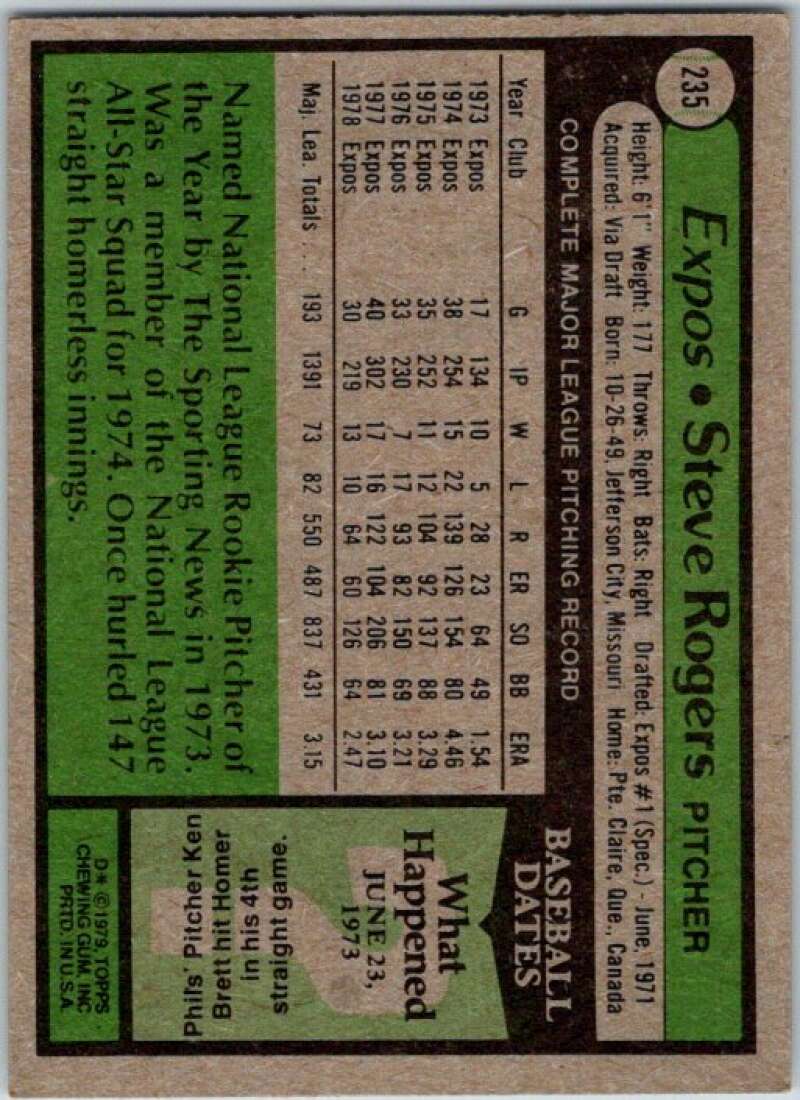 235
Expos • Steve Rogers PITCHER
Height: 6'1" Weight: 177 Throws: Right Bats: Right Drafted: Expos #1 (Spec.) - June, 1971
Acquired: Via Draft Born: 10-26-49, Jefferson City, Missouri Home: Pte. Claire, Que., Canada
COMPLETE MAJOR LEAGUE PITCHING RECORD
Year Club G IP W L R ER SO BB ERA
1973 Expos 17 134 10 5 28 23 64 49 1.54
1974 Expos 38 254 15 22 139 126 154 80 4.46
1975 Expos 35 252 11 12 104 92 137 88 3.29
1976 Expos 33 230 7 17 93 82 150 69 3.21
1977 Expos 40 302 17 16 122 104 206 81 3.10
1978 Expos 30 219 13 10 64 60 126 64 2.47
Maj. Lea. Totals . . . 193 1391 73 82 550 487 837 431 3.15
Named National League Rookie Pitcher of
the Year by The Sporting News in 1973.
Was a member of the National League
All-Star Squad for 1974. Once hurled 147
straight homerless innings.
BASEBALL
DATES
What
Happened
JUNE 23,
1973
?
Phils' Pitcher Ken
Brett hit Homer
in his 4th
straight game.
D* © 1979, TOPPS
CHEWING GUM, INC.
PRTD. IN U.S.A.